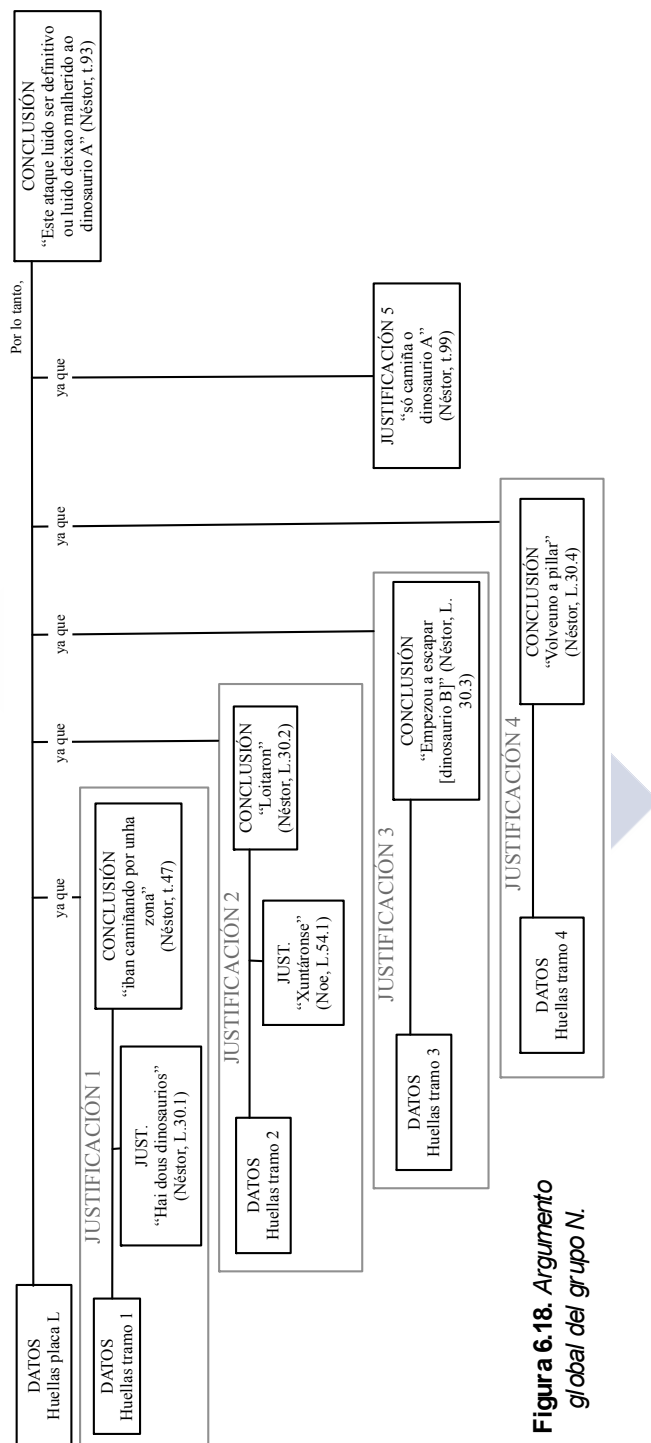 DATOS
Huellas placa L
Por lo tanto,
CONCLUSIÓN
“Este ataque luido ser definitivo
ou luido deixao malherido ao
dinosaurio A” (Néstor, t.93)
ya que
JUSTIFICACIÓN 1
DATOS
Huellas tramo 1
JUST.
“Hai dous dinosaurios”
(Néstor, L.30.1)
CONCLUSIÓN
“iban camiñando por unha
zona”
(Néstor, t.47)
ya que
JUSTIFICACIÓN 2
DATOS
Huellas tramo 2
JUST.
“Xuntáronse”
(Noe, L.54.1)
CONCLUSIÓN
“Loitaron”
(Néstor, L.30.2)
ya que
JUSTIFICACIÓN 3
DATOS
Huellas tramo 3
CONCLUSIÓN
“Empezou a escapar
[dinosaurio B]” (Néstor, L.
30.3)
ya que
JUSTIFICACIÓN 4
DATOS
Huellas tramo 4
CONCLUSIÓN
“Volveuno a pillar”
(Néstor, L.30.4)
ya que
JUSTIFICACIÓN 5
“só camiña o
dinosaurio A”
(Néstor, t.99)
Figura 6.18. Argumento
global del grupo N.